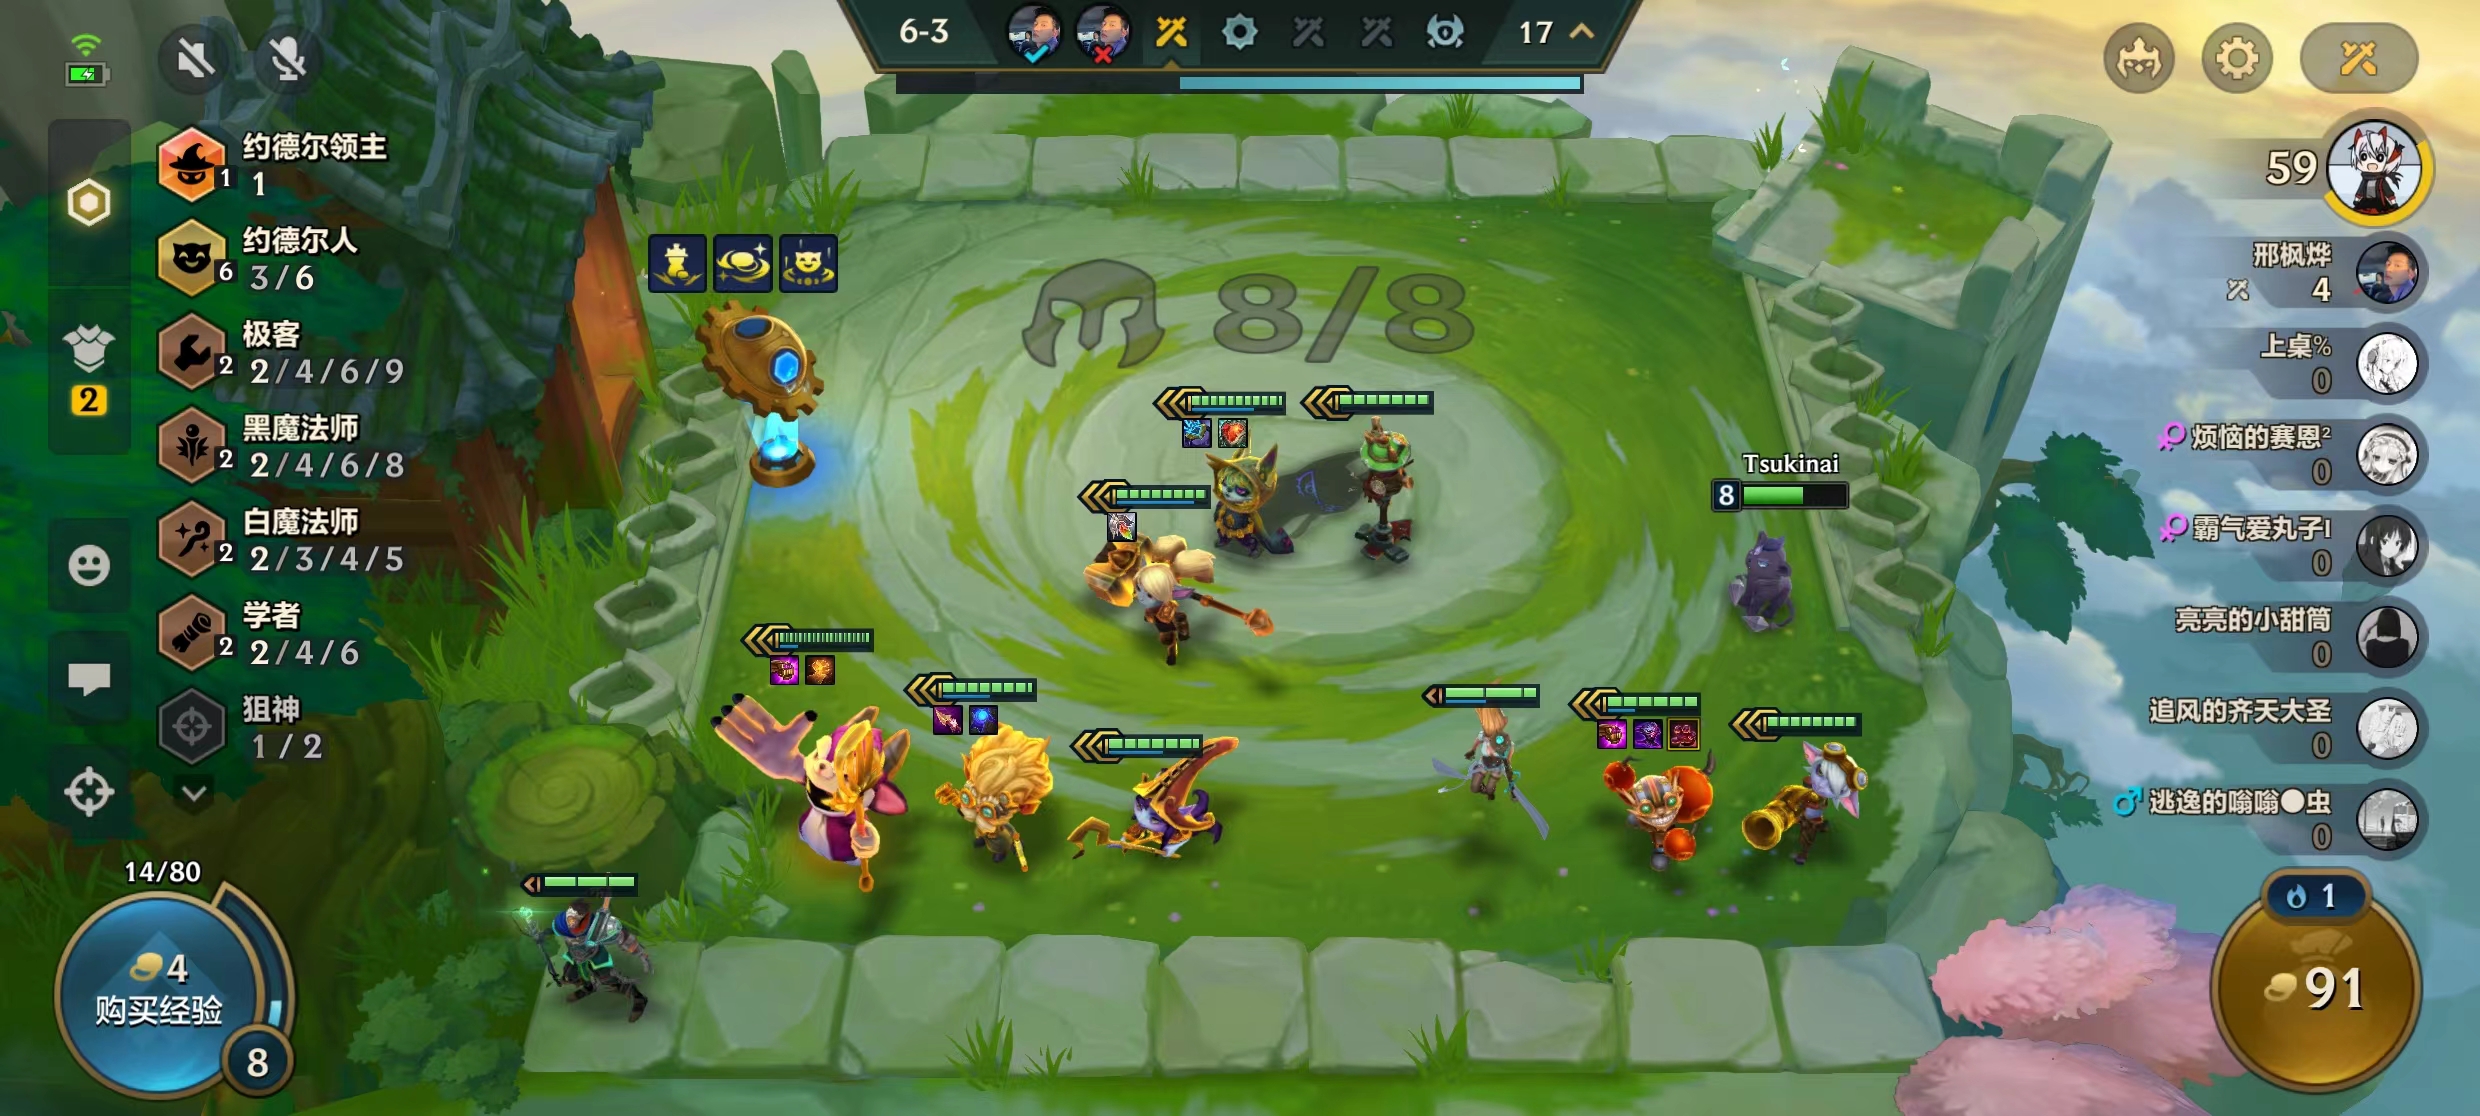 6-3
17
约德尔领主
1
1
约德尔人
6
3/6
极客
2
2/4/6/9
黑魔法师
2
2/4/6/8
白魔法师
2
2/3/4/5
学者
2
2/4/6
狙神
1/2
2
8/8
Tsukinai
8
59
邢枫烨
4
上桌%
0
烦恼的赛恩²
0
霸气爱丸子I
0
亮亮的小甜筒
0
追风的齐天大圣
0
逃逸的嗡嗡●虫
0
14/80
4
购买经验
8
1
91